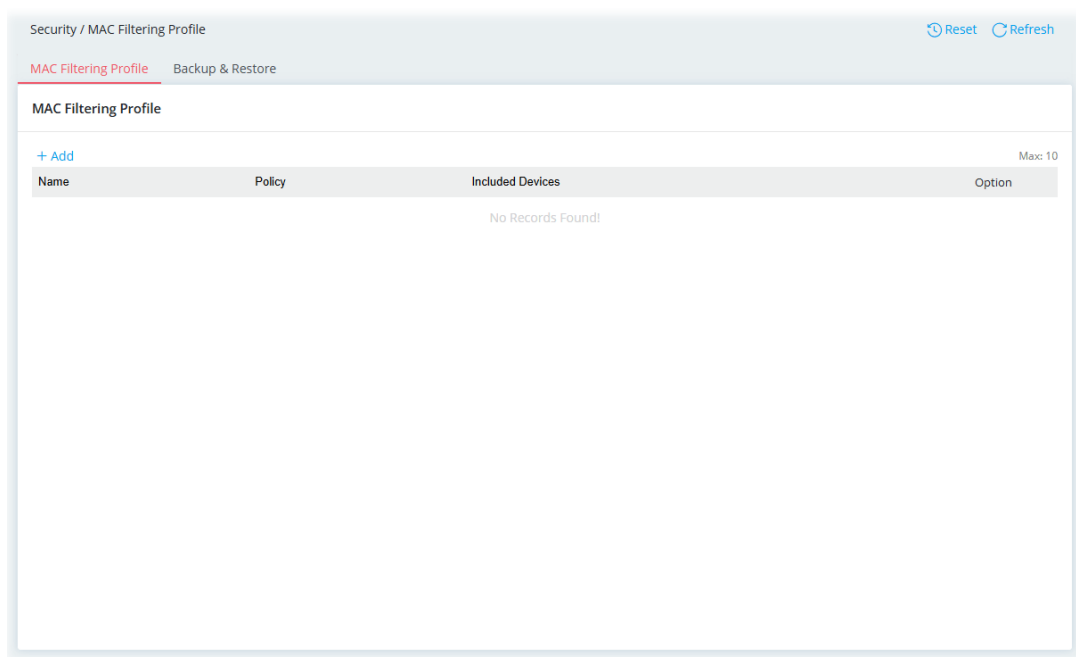 Security / MAC Filtering Profile Reset Refresh
MAC Filtering Profile Backup & Restore
MAC Filtering Profile
+ Add Max: 10
Name Policy Included Devices Option
No Records Found!